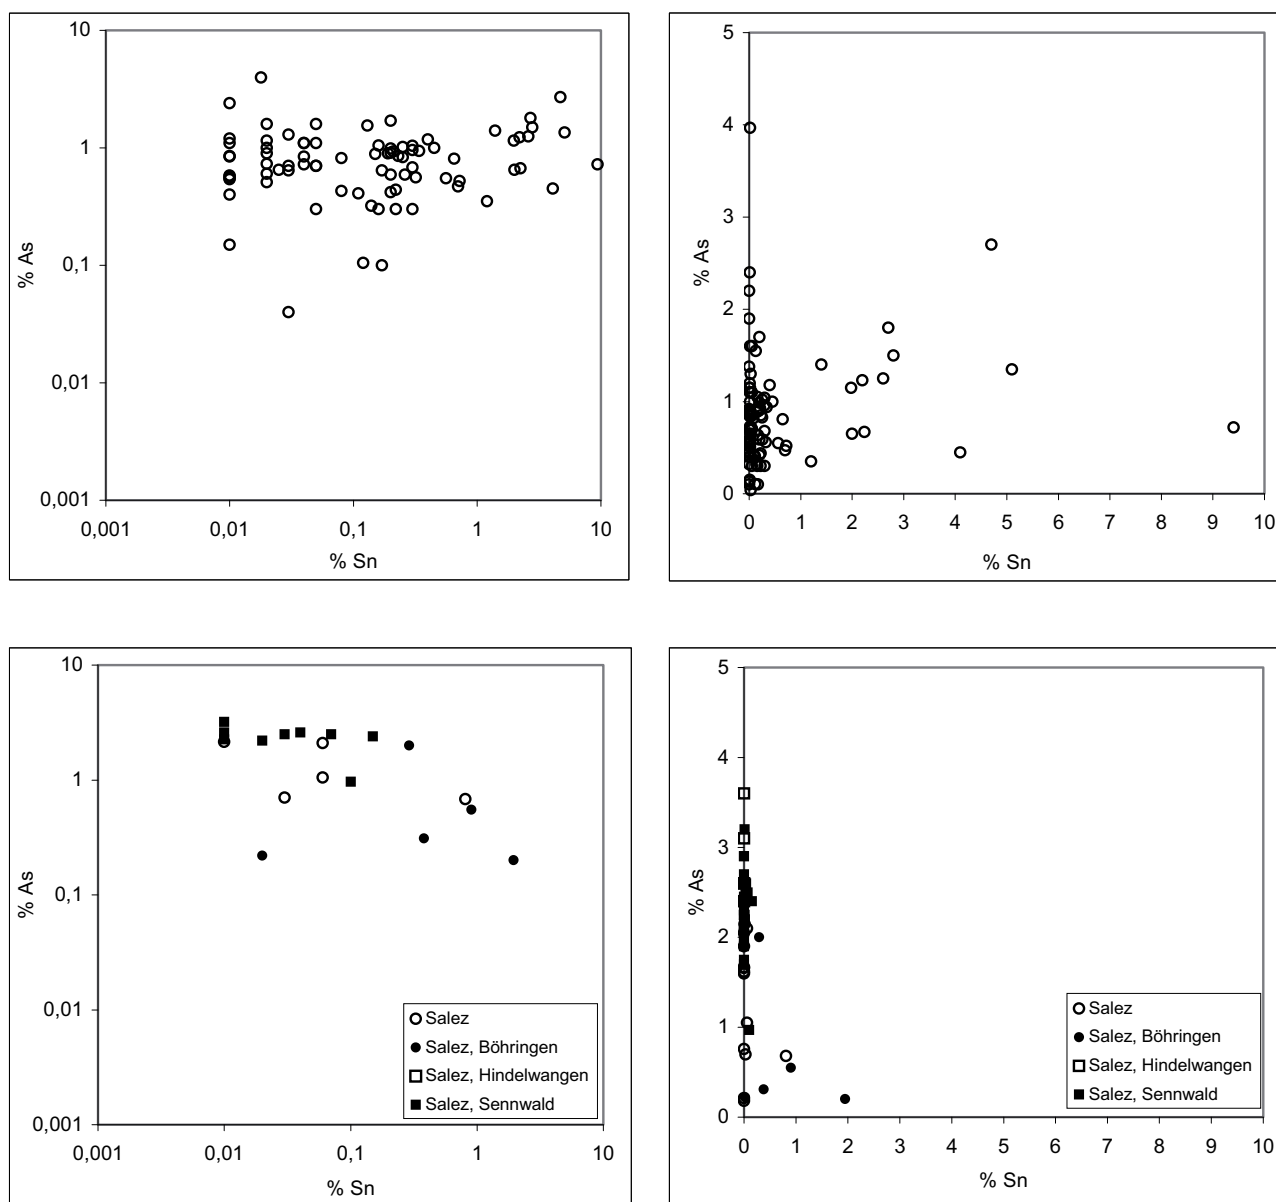 10
1
0,1
0,01
0,001
0,001 0,01 0,1 1 10
% As
% Sn
5
4
3
2
1
0
0 1 2 3 4 5 6 7 8 9 10
% As
% Sn
10
1
0,1
0,01
0,001
0,001 0,01 0,1 1 10
% As
% Sn
Salez
Salez, Böhringen
Salez, Hindelwangen
Salez, Sennwald
5
4
3
2
1
0
0 1 2 3 4 5 6 7 8 9 10
% As
% Sn
Salez
Salez, Böhringen
Salez, Hindelwangen
Salez, Sennwald